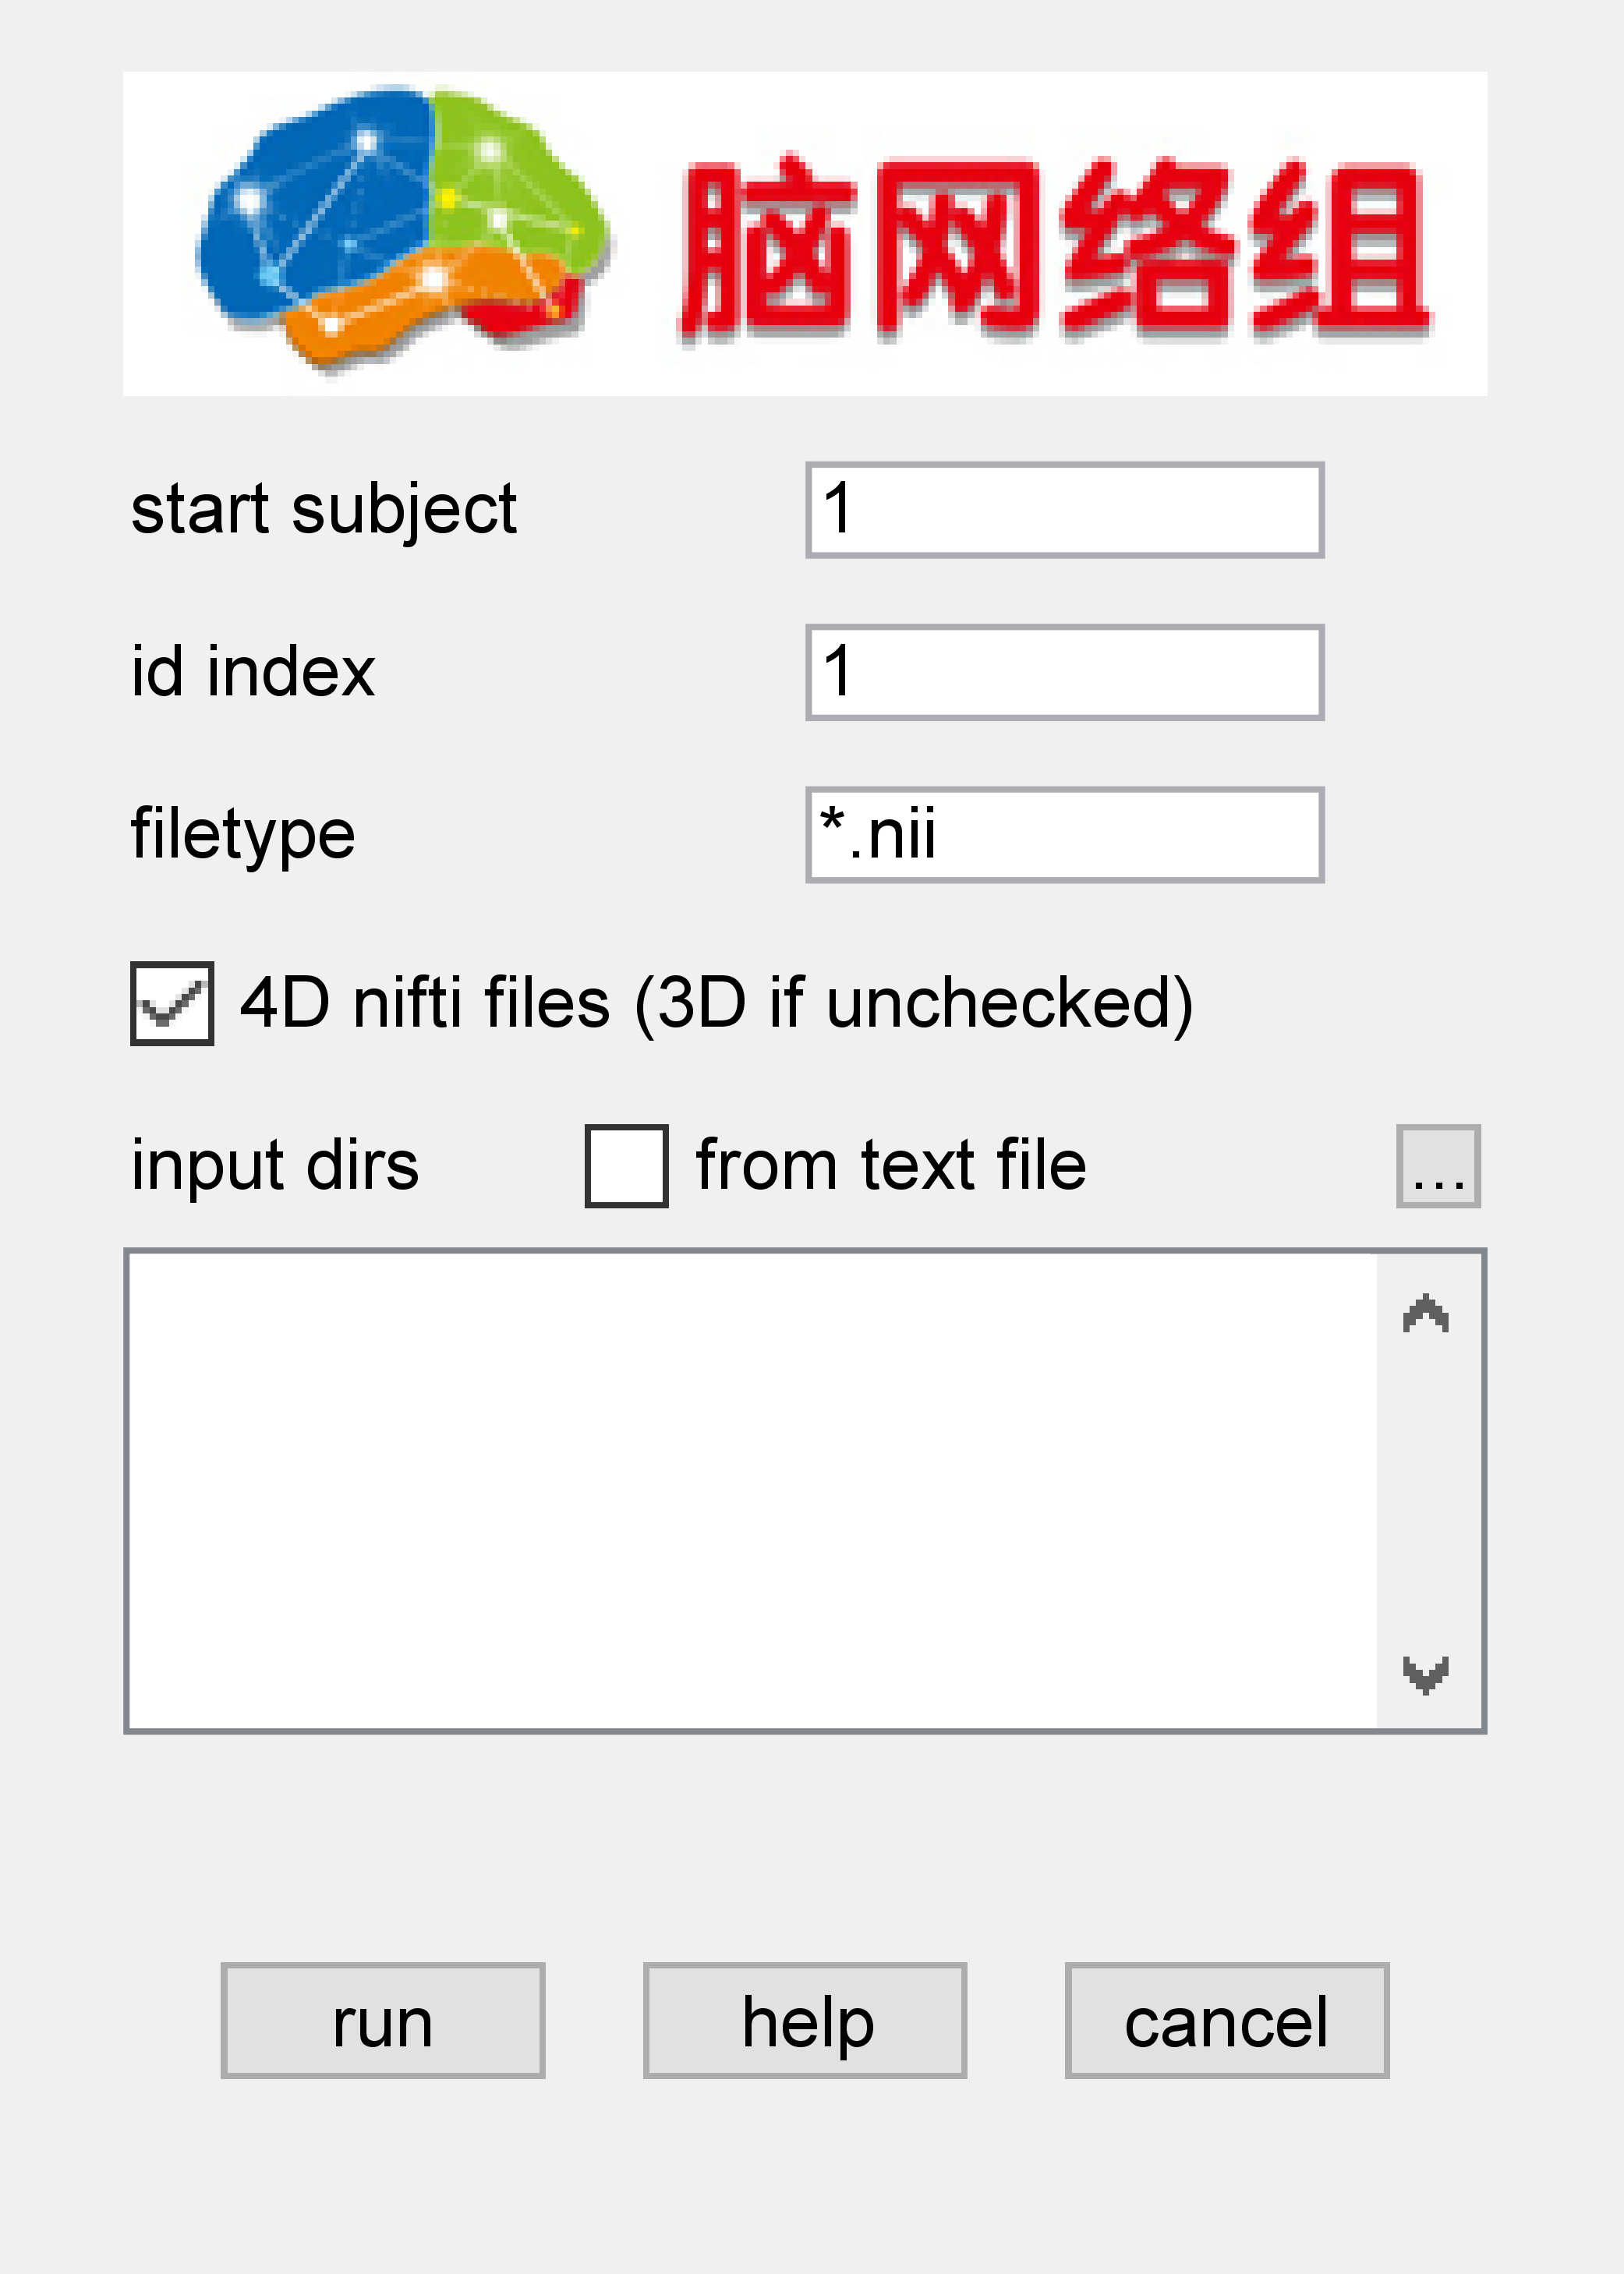 脑网络组
start subject 1
id index 1
filetype *.nii
4D nifti files (3D if unchecked)
input dirs from text file ...
run help cancel